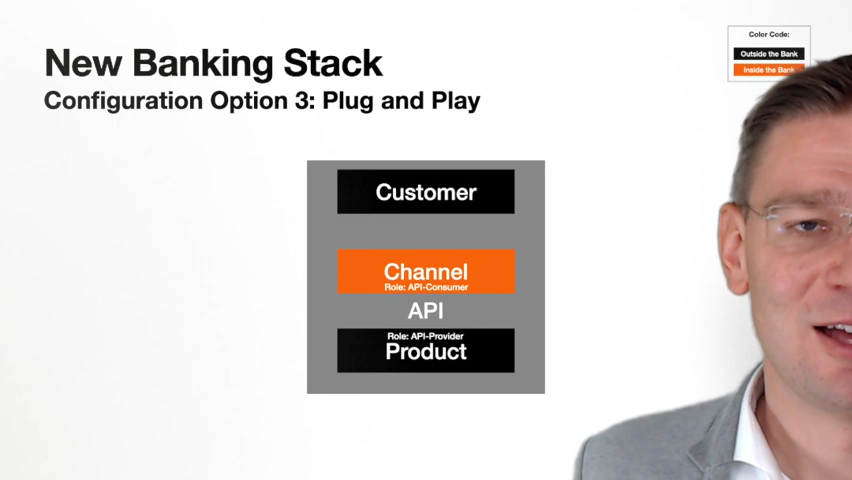 New Banking Stack
Configuration Option 3: Plug and Play
Color Code:
Outside the Bank
Inside the Bank
Customer
Channel
Role: API-Consumer
API
Role: API-Provider
Product